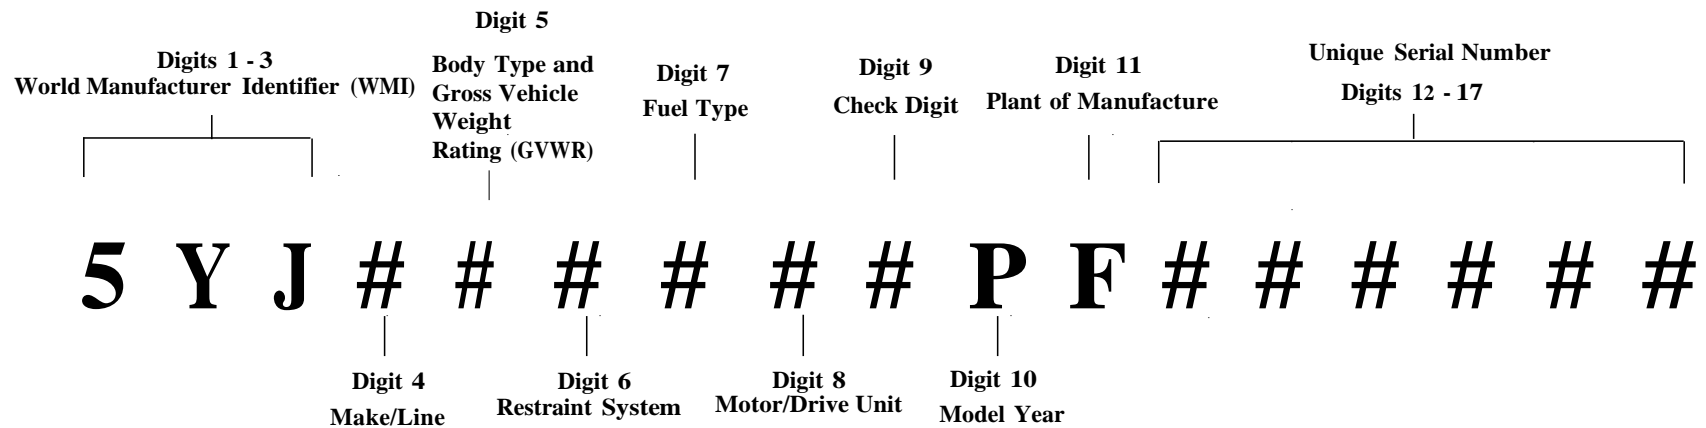 Digits 1 - 3
World Manufacturer Identifier (WMI)
Digit 5
Body Type and
Gross Vehicle
Weight
Rating (GVWR)
Digit 7
Fuel Type
Digit 9
Check Digit
Digit 11
Plant of Manufacture
Unique Serial Number
Digits 12 - 17
5 Y J # # # # # # P F # # # # # #
Digit 4
Make/Line
Digit 6
Restraint System
Digit 8
Motor/Drive Unit
Digit 10
Model Year